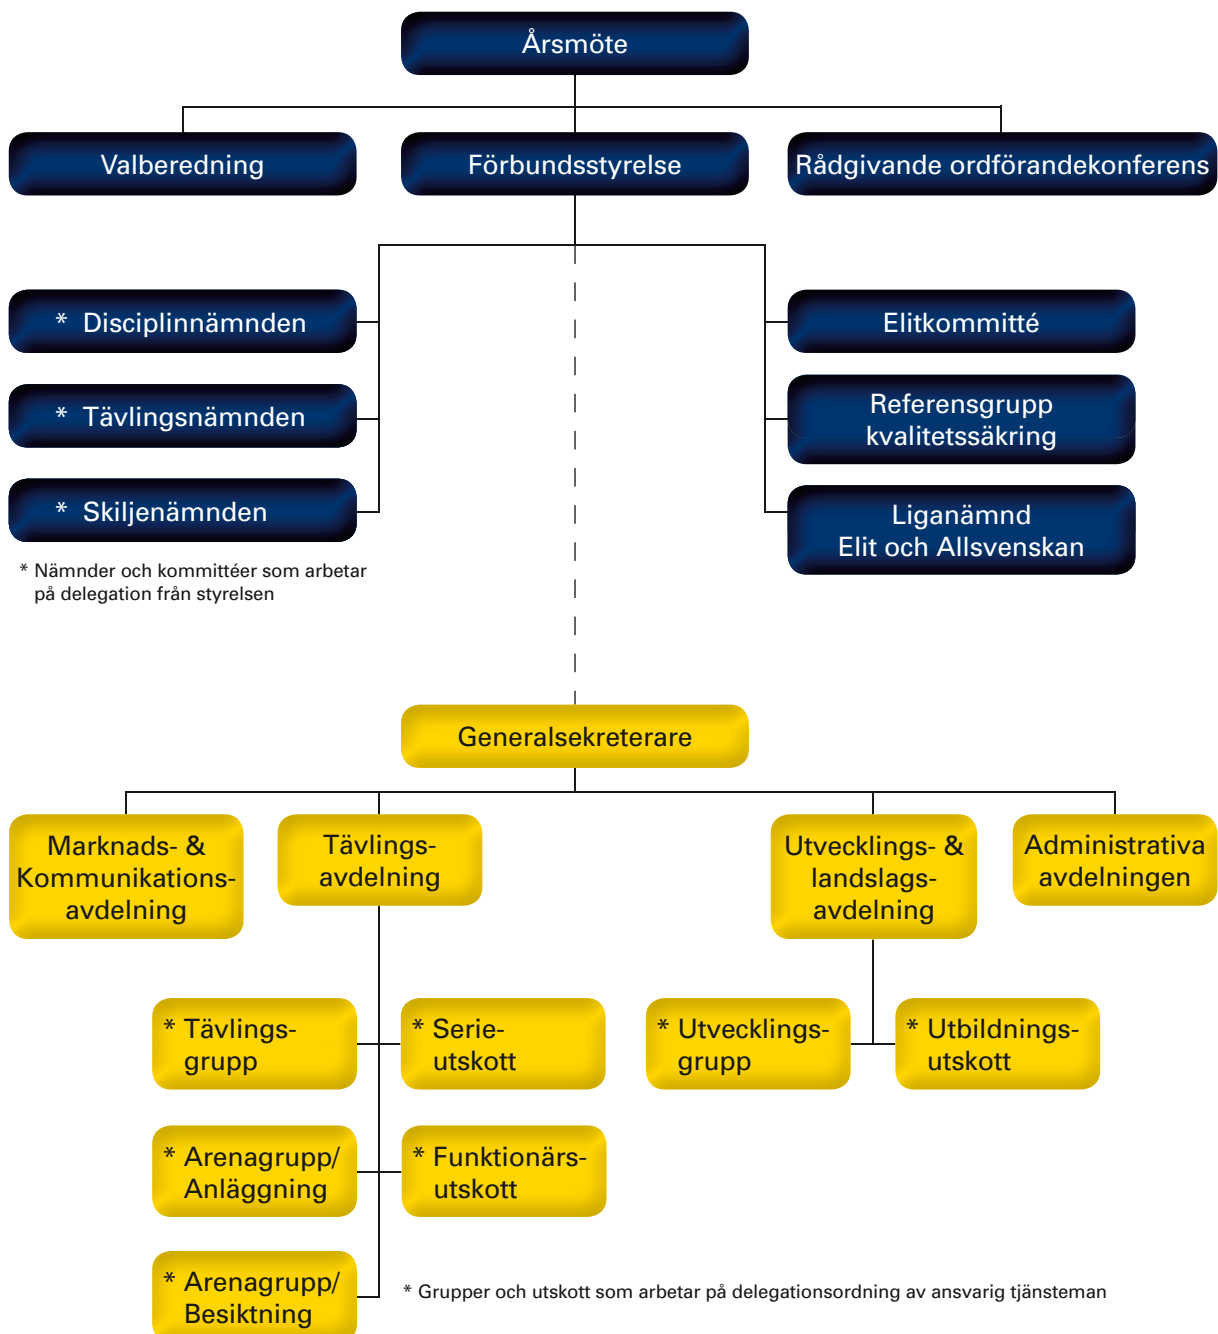 Årsmöte
Valberedning
Förbundsstyrelse
Rådgivande ordförandekonferens
* Disciplinnämnden
* Tävlingsnämnden
* Skiljenämnden
* Nämnder och kommittéer som arbetar
på delegation från styrelsen
Elitkommitté
Referensgrupp
kvalitetssäkring
Liganämnd
Elit och Allsvenskan
Generalsekreterare
Marknads- &
Kommunikations-
avdelning
Tävlings-
avdelning
Utvecklings- &
landslags-
avdelning
Administrativa
avdelningen
* Tävlings-
grupp
* Serie-
utskott
* Utvecklings-
grupp
* Utbildnings-
utskott
* Arenagrupp/
Anläggning
* Funktionärs-
utskott
* Arenagrupp/
Besiktning
* Grupper och utskott som arbetar på delegationsordning av ansvarig tjänsteman